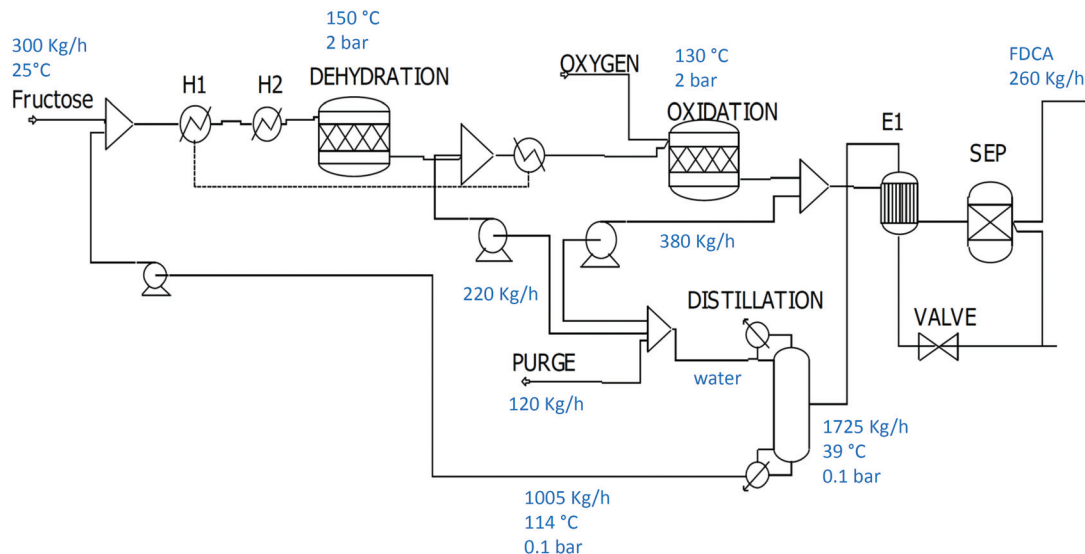 300 Kg/h
25°C
Fructose
H1
H2
150 °C
2 bar
DEHYDRATION
OXYGEN
130 °C
2 bar
OXIDATION
FDCA
260 Kg/h
E1
SEP
380 Kg/h
220 Kg/h
DISTILLATION
VALVE
PURGE
120 Kg/h
water
1725 Kg/h
39 °C
0.1 bar
1005 Kg/h
114 °C
0.1 bar